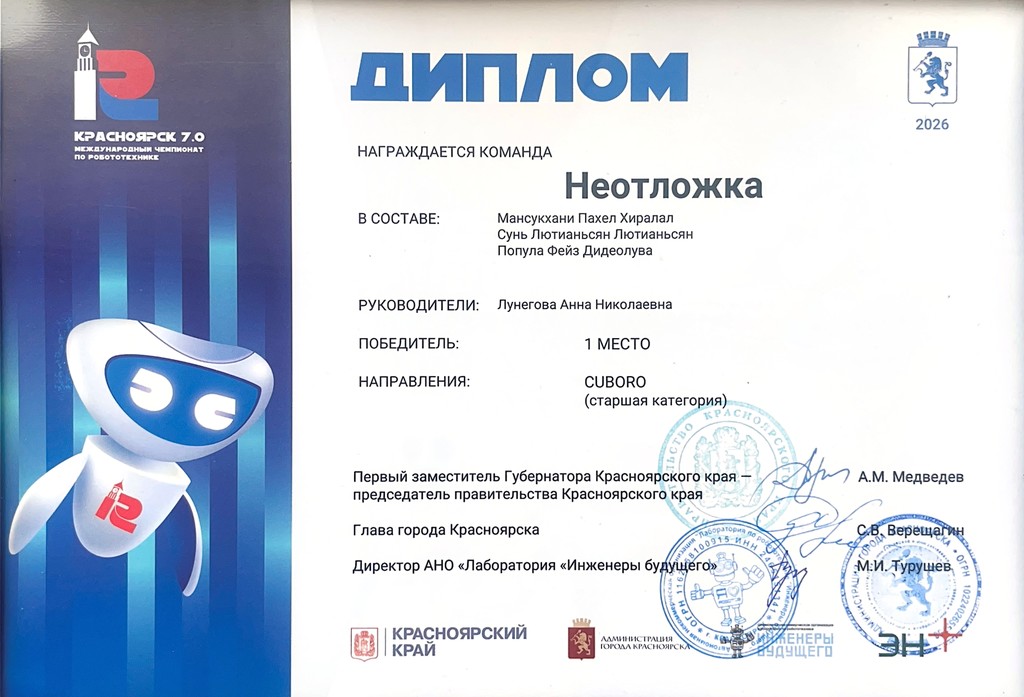 КРАСНОЯРСК 7.0
МЕЖДУНАРОДНЫЙ ЧЕМПИОНАТ
ПО РОБОТОТЕХНИКЕ
ДИПЛОМ
2026
НАГРАЖДАЕТСЯ КОМАНДА
Неотложка
В СОСТАВЕ:
Мансукхани Пахел Хиралал
Сунь Лютианьсян Лютианьсян
Попула Фейз Дидеолува
РУКОВОДИТЕЛИ: Лунегова Анна Николаевна
ПОБЕДИТЕЛЬ: 1 МЕСТО
НАПРАВЛЕНИЯ: CUBORO
(старшая категория)
Первый заместитель Губернатора Красноярского края —
председатель правительства Красноярского края
А.М. Медведев
Глава города Красноярска
С.В. Верещагин
Директор АНО «Лаборатория «Инженеры будущего»
М.И. Турушев
КРАСНОЯРСКИЙ
КРАЙ
АДМИНИСТРАЦИЯ
ГОРОДА КРАСНОЯРСКА
ИНЖЕНЕРЫ
БУДУЩЕГО
ЭН+